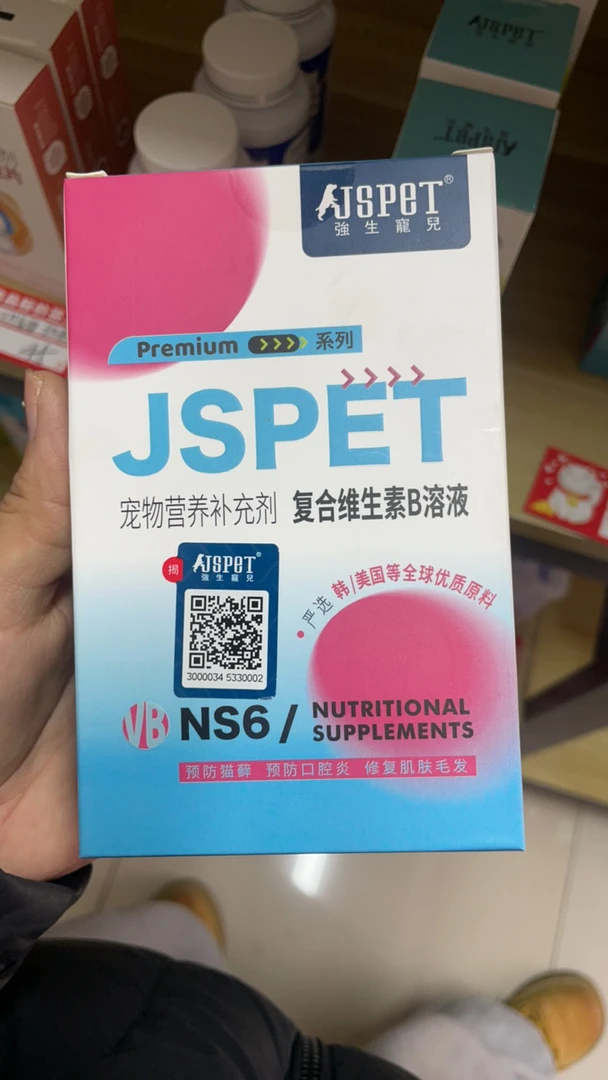 JSPET
JSPET
JSPET®
強生寵兒
Premium >>>> 系列
JSPET
宠物营养补充剂 复合维生素B溶液
揭
JSPET®
強生寵兒
3000034 5330002
严选 韩/美国等全球优质原料
VB NS6 / NUTRITIONAL
SUPPLEMENTS
预防猫藓 预防口腔炎 修复肌肤毛发